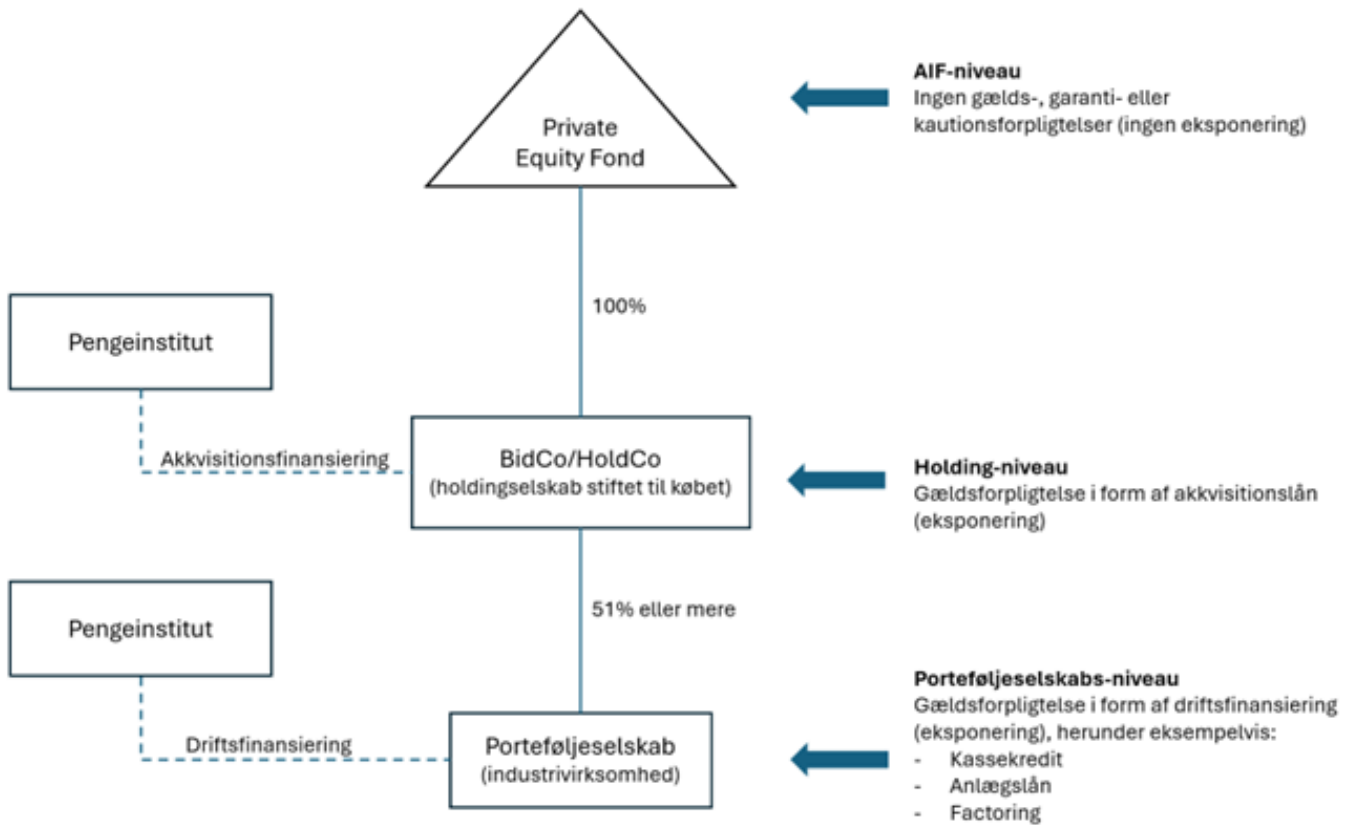 Private
Equity Fond
AIF-niveau
Ingen gælds-, garanti- eller
kautionsforpligtelser (ingen eksponering)
100%
Pengeinstitut
Akkvisitionsfinansiering
BidCo/HoldCo
(holdingselskab stiftet til købet)
Holding-niveau
Gældsforpligtelse i form af akkvisitionslån
(eksponering)
51% eller mere
Pengeinstitut
Driftsfinansiering
Porteføljeselskab
(industrivirksomhed)
Porteføljeselskabs-niveau
Gældsforpligtelse i form af driftsfinansiering
(eksponering), herunder eksempelvis:
- Kassekredit
- Anlægslån
- Factoring